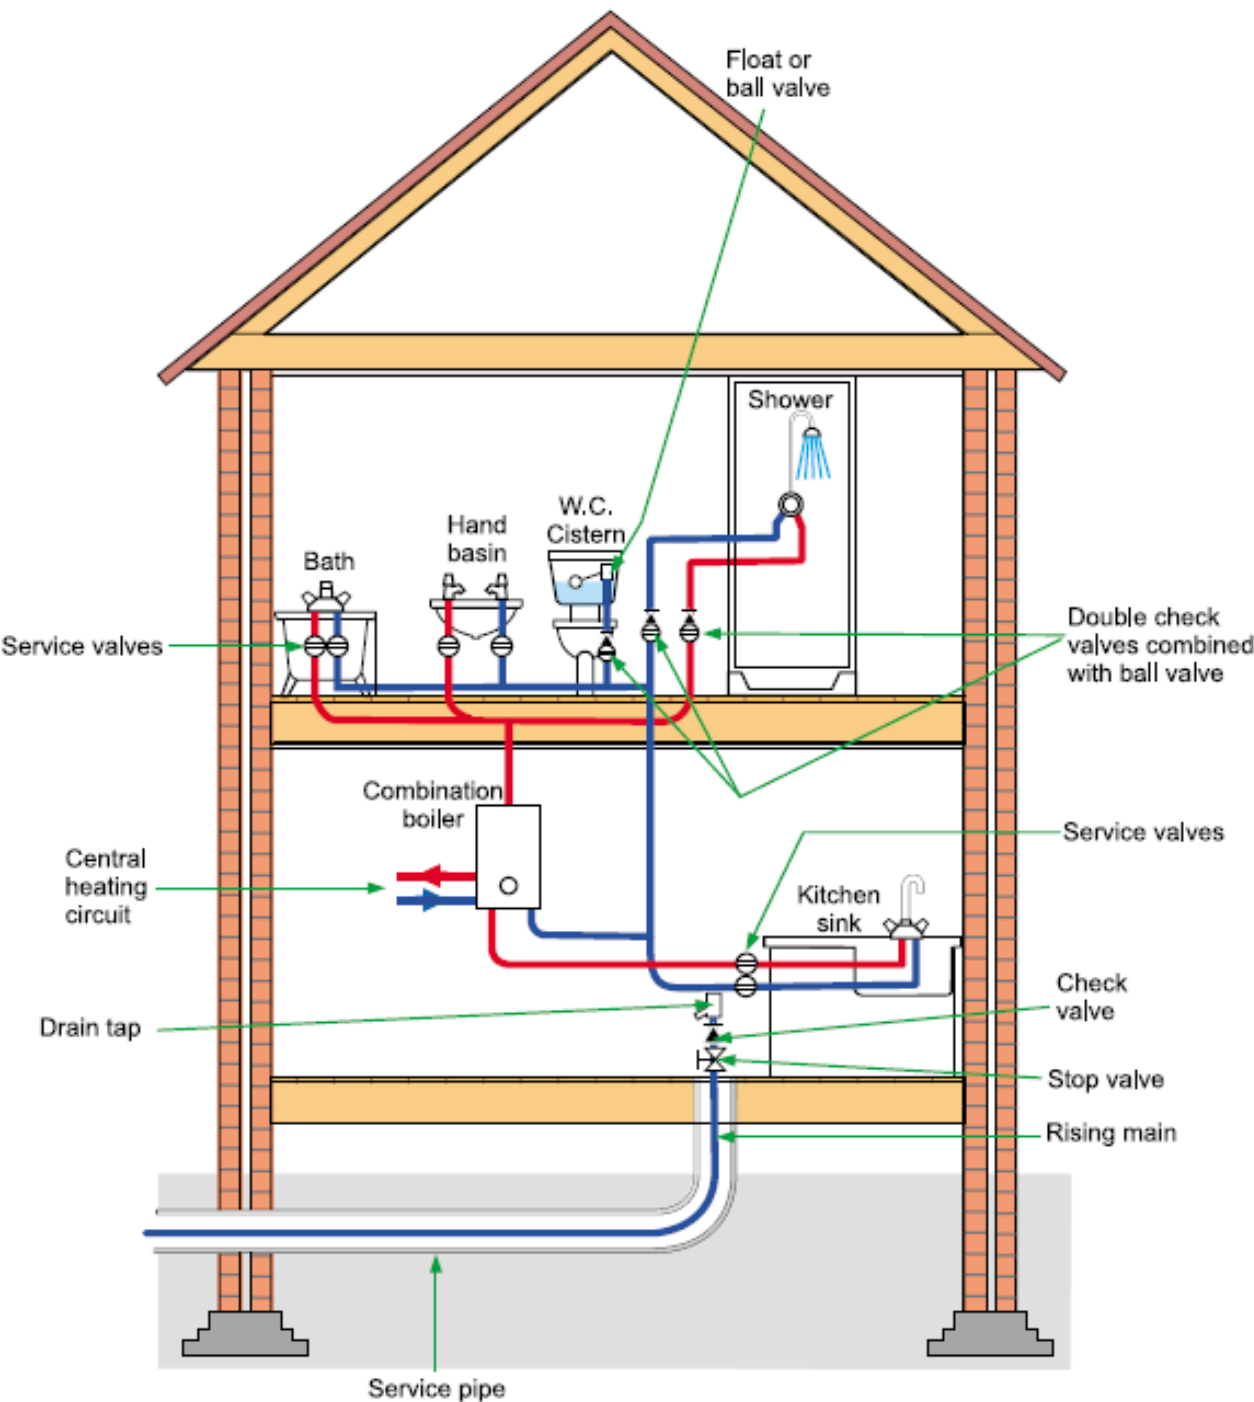 Float or
ball valve
Shower
W.C.
Cistern
Hand
basin
Bath
Service valves
Double check
valves combined
with ball valve
Combination
boiler
Service valves
Central
heating
circuit
Kitchen
sink
Check
valve
Drain tap
Stop valve
Rising main
Service pipe